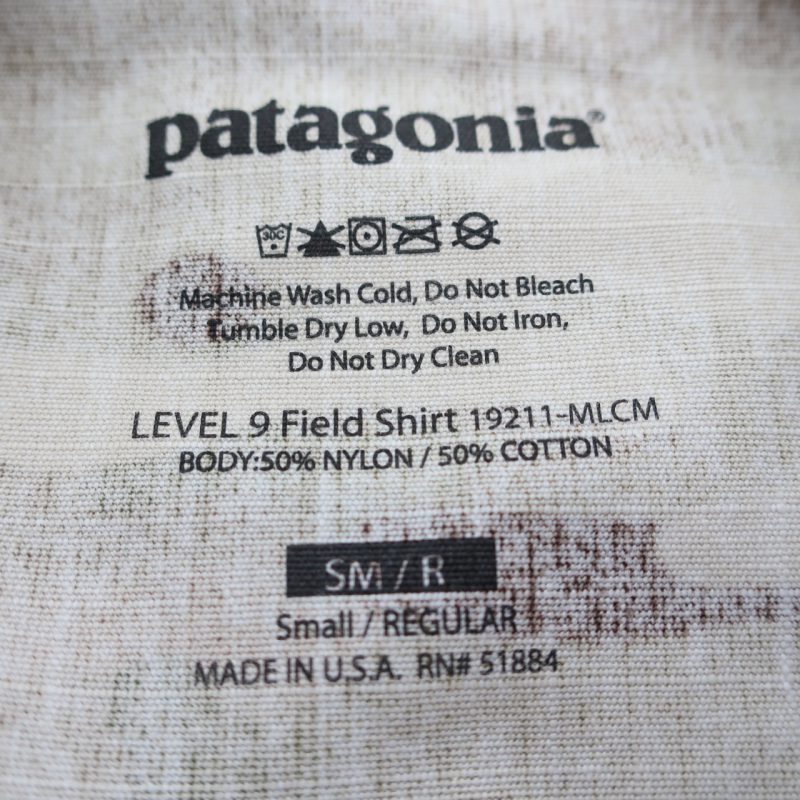 patagonia®
30C
Machine Wash Cold, Do Not Bleach
Tumble Dry Low, Do Not Iron,
Do Not Dry Clean
LEVEL 9 Field Shirt 19211-MLCM
BODY:50% NYLON / 50% COTTON
SM / R
Small / REGULAR
MADE IN U.S.A. RN# 51884